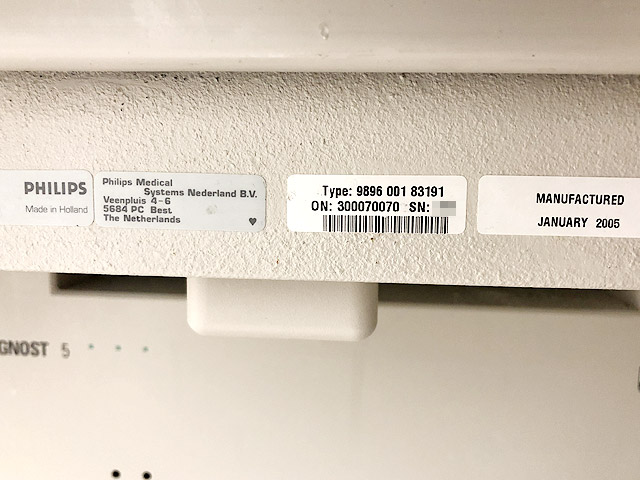 PHILIPS
Made in Holland
Philips Medical
Systems Nederland B.V.
Veenpluis 4-6
5684 PC Best
The Netherlands
Type: 9896 001 83191
ON: 300070070 SN:
MANUFACTURED
JANUARY 2005
GNOST 5